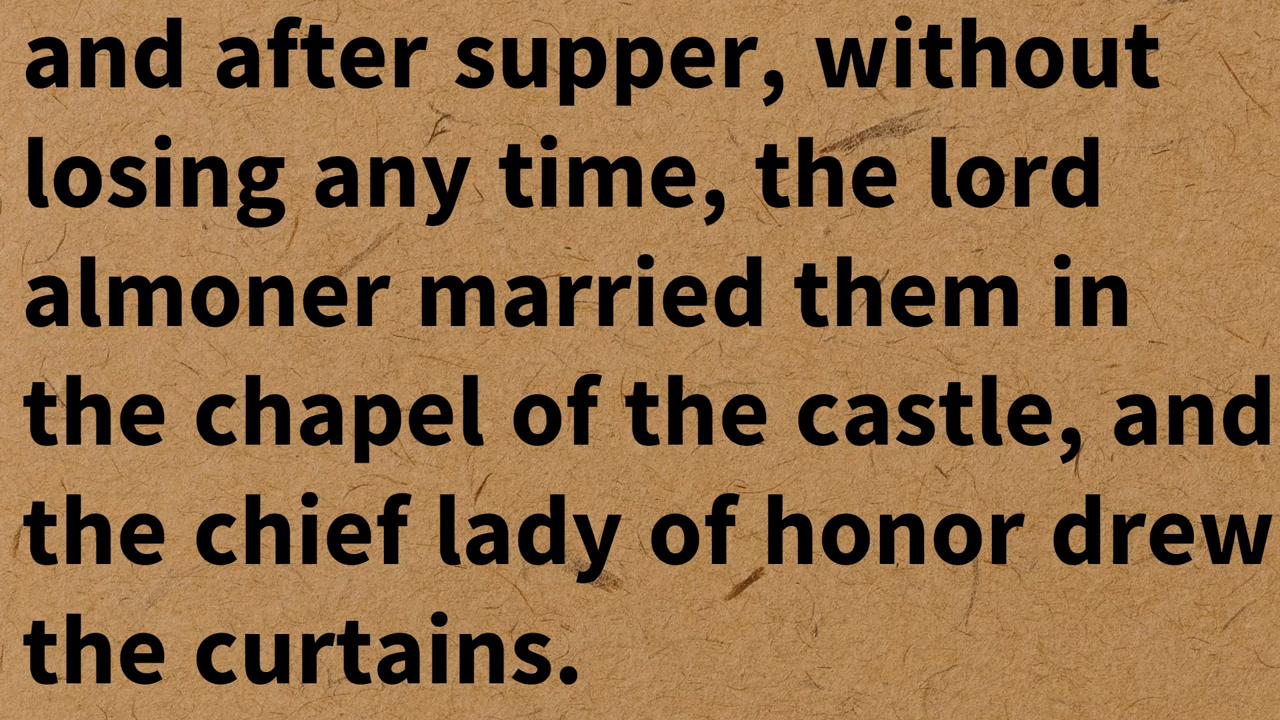 and after supper, without
losing any time, the lord
almoner married them in
the chapel of the castle, and
the chief lady of honor drew
the curtains.